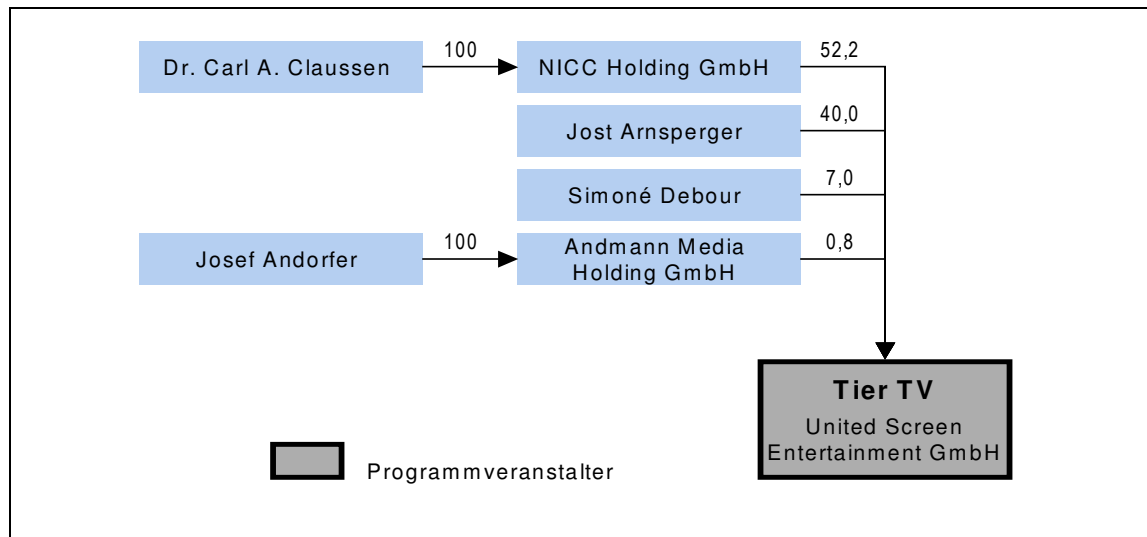 Dr. Carl A. Claussen
100
NICC Holding GmbH
52,2
Jost Arnsperger
40,0
Simoné Debour
7,0
Josef Andorfer
100
Andmann Media
Holding GmbH
0,8
Tier TV
United Screen
Entertainment GmbH
Programmveranstalter